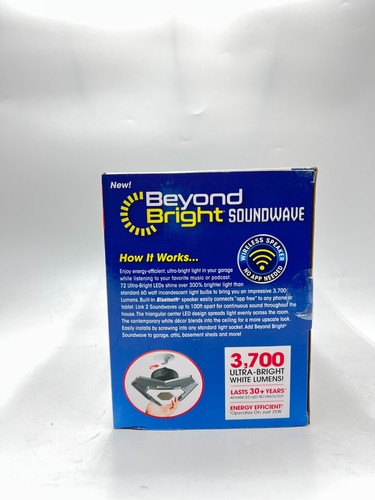 New!
Beyond
Bright SOUNDWAVE
WIRELESS SPEAKER
NO APP NEEDED
How It Works...
Enjoy energy-efficient, ultra-bright light in your garage
while listening to your favorite music or podcast.
72 Ultra-Bright LEDs shine over 300% brighter light than
standard 60 watt incandescent light bulbs to bring you an impressive 3,700
Lumens. Built-in Bluetooth® speaker easily connects "app free" to any phone or
tablet. Link 2 Soundwaves up to 100ft apart for continuous sound throughout the
house. The triangular center LED design spreads light evenly across the room.
The contemporary white décor blends into the ceiling for a more upscale look.
Easily installs by screwing into any standard light socket. Add Beyond Bright®
Soundwave to garage, attic, basement sheds and more!
3,700
ULTRA-BRIGHT
WHITE LUMENS!
LASTS 30+ YEARS
ADVANCED LED TECHNOLOGY
ENERGY EFFICIENT
Operates On Just 25W